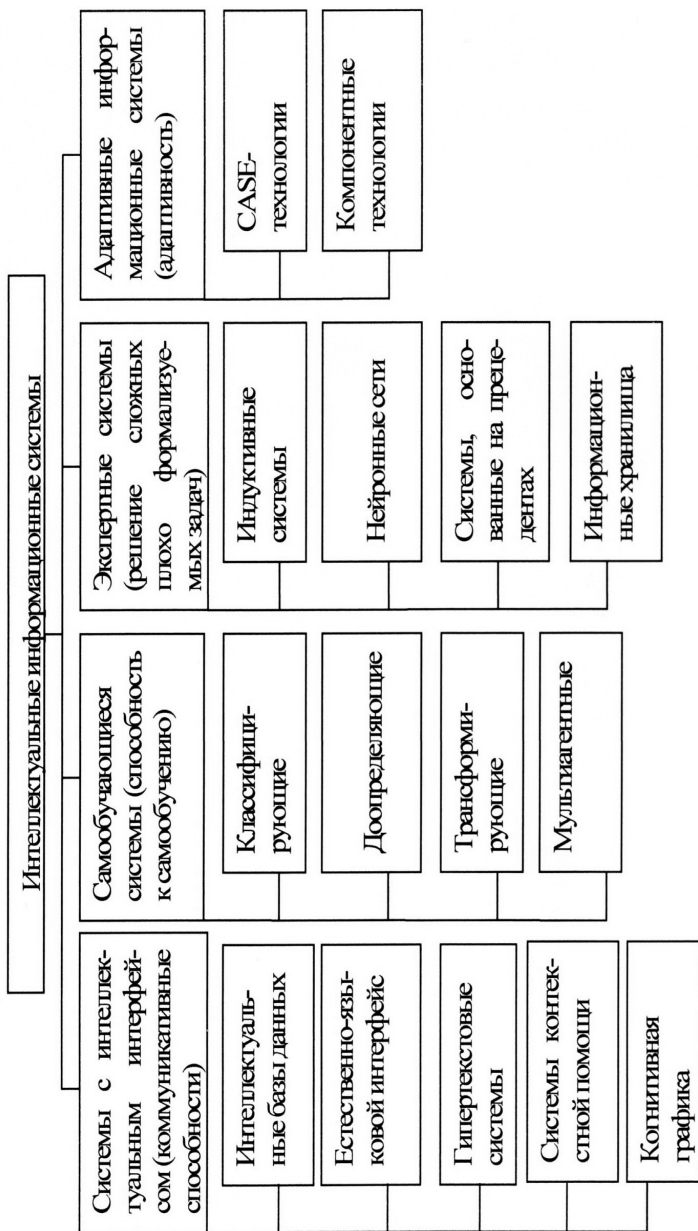 Интеллектуальные информационные системы
Системы с интеллек-
туальным интерфей-
сом (коммуникативные
способности)
Интеллектуаль-
ные базы данных
Естественно-язы-
ковой интерфейс
Гипертекстовые
системы
Системы контек-
стной помощи
Когнитивная
графика
Самообучающиеся
системы (способность
к самообучению)
Классифици-
рующие
Доопределяющие
Трансформи-
рующие
Мультиагентные
Экспертные системы
(решение сложных
плохо формализуе-
мых задач)
Индуктивные
системы
Нейронные сети
Системы, осно-
ванные на преце-
дентах
Информацион-
ные хранилища
Адаптивные инфор-
мационные системы
(адаптивность)
CASE-
технологии
Компонентные
технологии